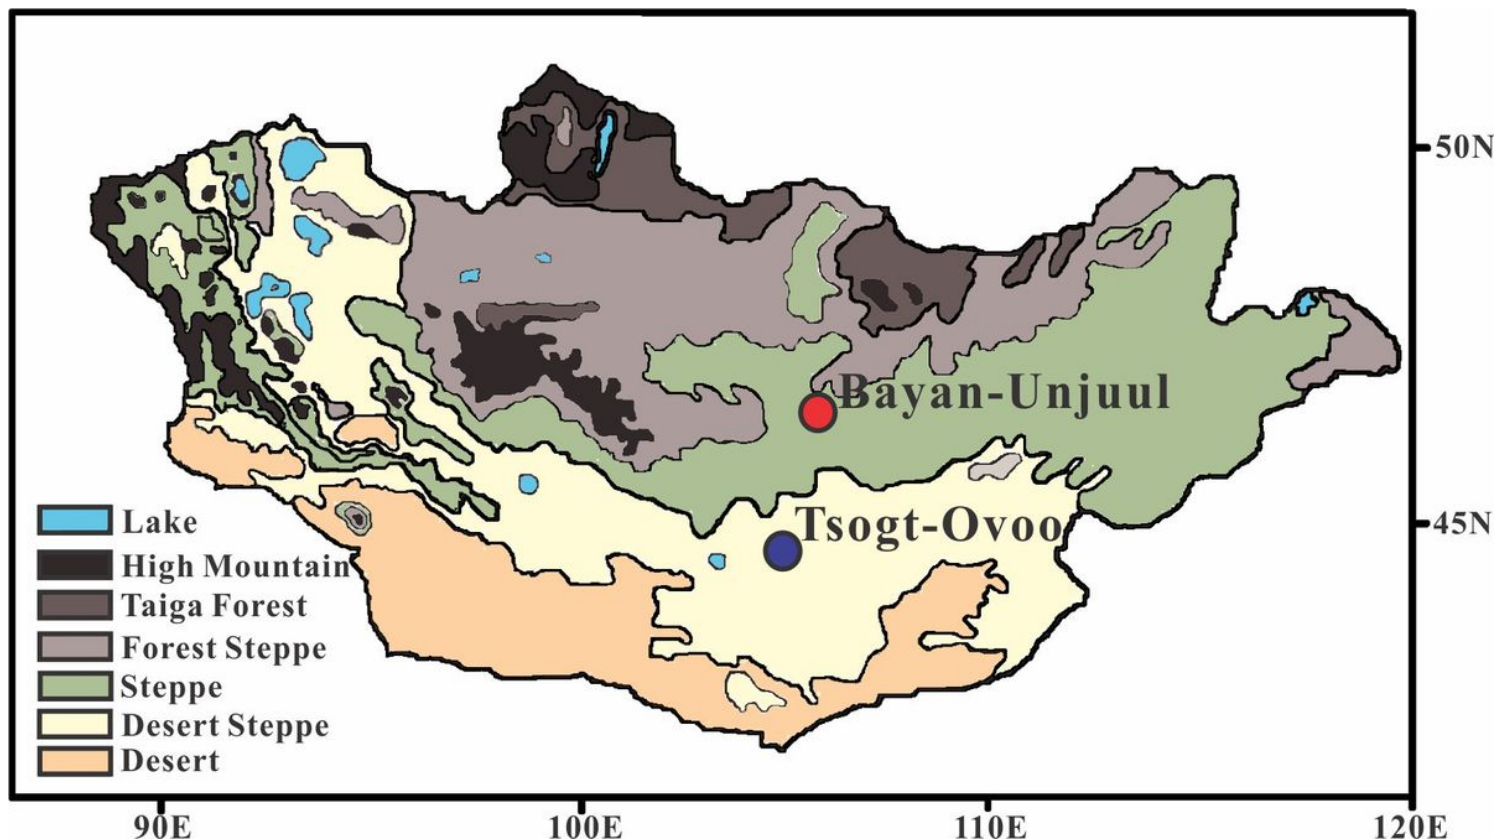 50N
Bayan-Unjuul
45N
Tsogt-Ovoo
Lake
High Mountain
Taiga Forest
Forest Steppe
Steppe
Desert Steppe
Desert
90E
100E
110E
120E